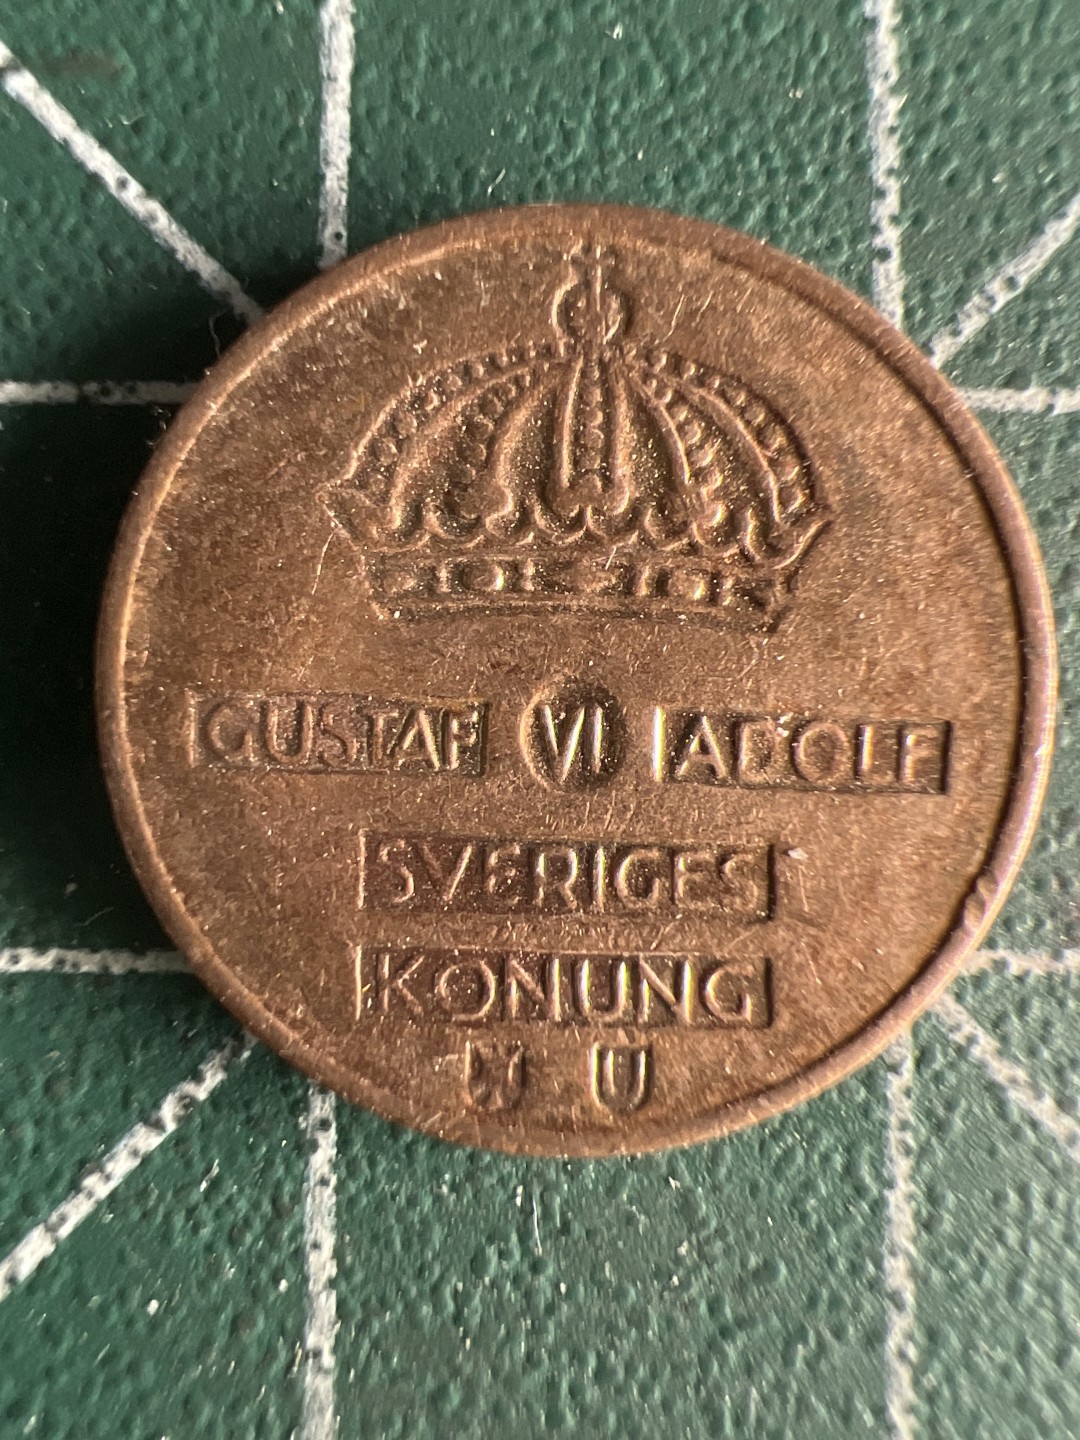 GUSTAF VI ADOLF
SVERIGES
KONUNG
U